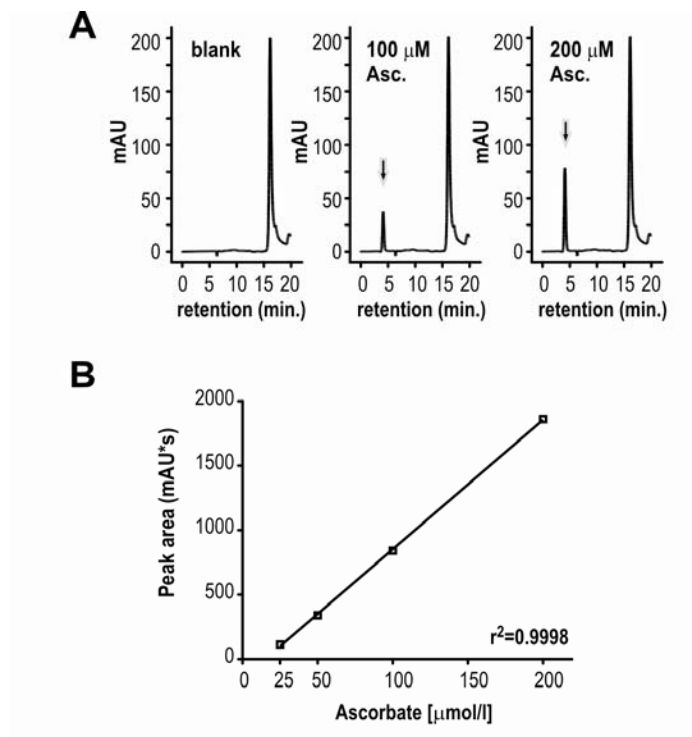 A
blank
100 μM
Asc.
200 μM
Asc.
mAU
200
150
100
50
0
0 5 10 15 20
retention (min.)
mAU
200
150
100
50
0
0 5 10 15 20
retention (min.)
mAU
200
150
100
50
0
0 5 10 15 20
retention (min.)
B
Peak area (mAU*s)
2000
1500
1000
500
0
r²=0.9998
0 25 50 100 150 200
Ascorbate [μmol/l]